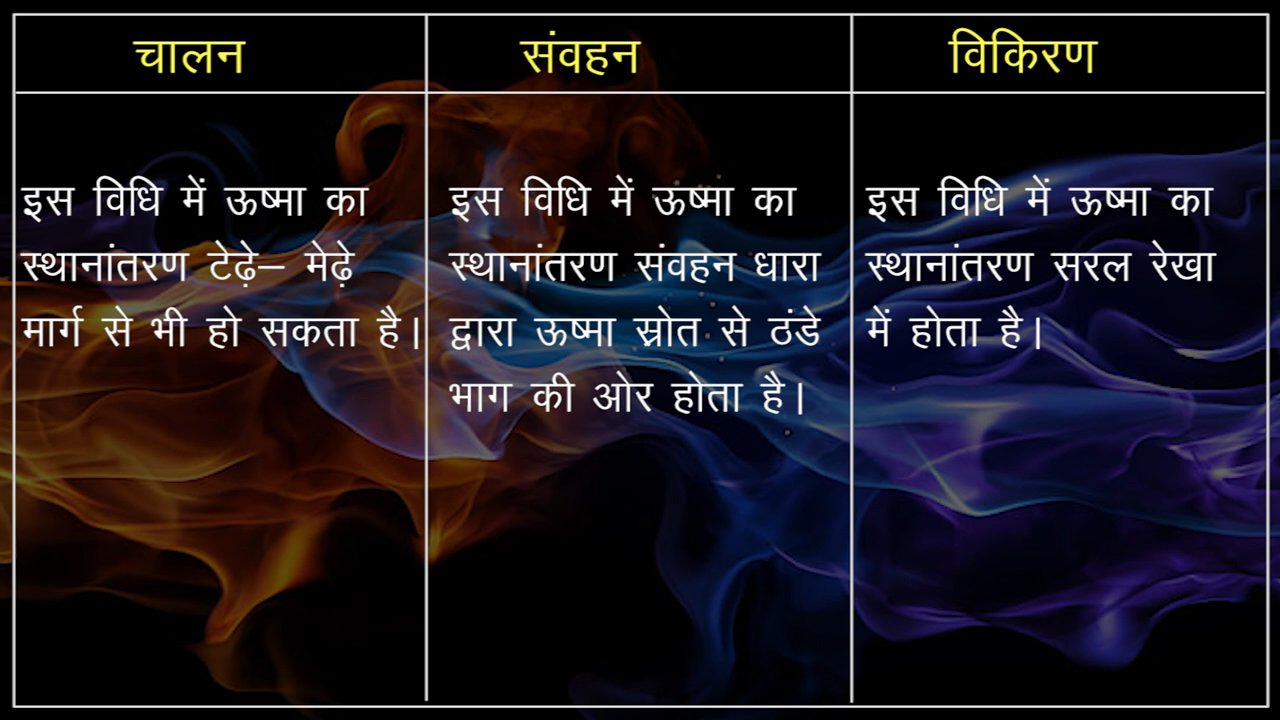 चालन
संवहन
विकिरण
इस विधि में ऊष्मा का
स्थानांतरण टेढ़े– मेढ़े
मार्ग से भी हो सकता है।
इस विधि में ऊष्मा का
स्थानांतरण संवहन धारा
द्वारा ऊष्मा स्रोत से ठंडे
भाग की ओर होता है।
इस विधि में ऊष्मा का
स्थानांतरण सरल रेखा
में होता है।